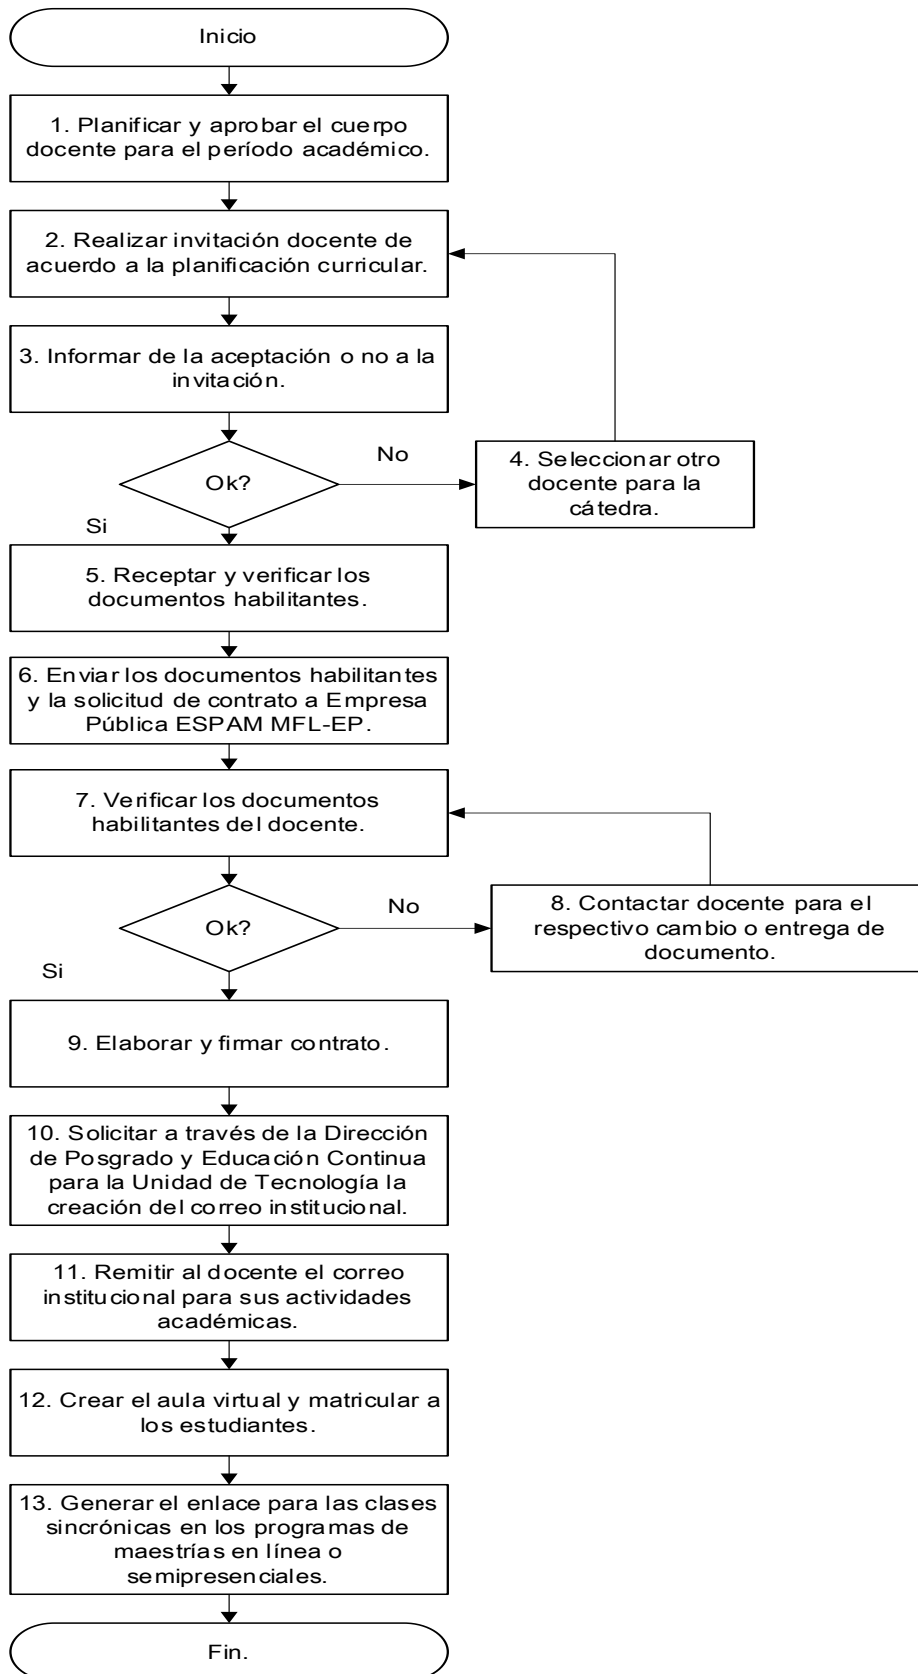 Inicio
1. Planificar y aprobar el cuerpo
docente para el período académico.
2. Realizar invitación docente de
acuerdo a la planificación curricular.
3. Informar de la aceptación o no a la
invitación.
Ok?
No
4. Seleccionar otro
docente para la
cátedra.
Si
5. Receptar y verificar los
documentos habilitantes.
6. Enviar los documentos habilitantes
y la solicitud de contrato a Empresa
Pública ESPAM MFL-EP.
7. Verificar los documentos
habilitantes del docente.
Ok?
No
8. Contactar docente para el
respectivo cambio o entrega de
documento.
Si
9. Elaborar y firmar contrato.
10. Solicitar a través de la Dirección
de Posgrado y Educación Continua
para la Unidad de Tecnología la
creación del correo institucional.
11. Remitir al docente el correo
institucional para sus actividades
académicas.
12. Crear el aula virtual y matricular a
los estudiantes.
13. Generar el enlace para las clases
sincrónicas en los programas de
maestrías en línea o
semipresenciales.
Fin.